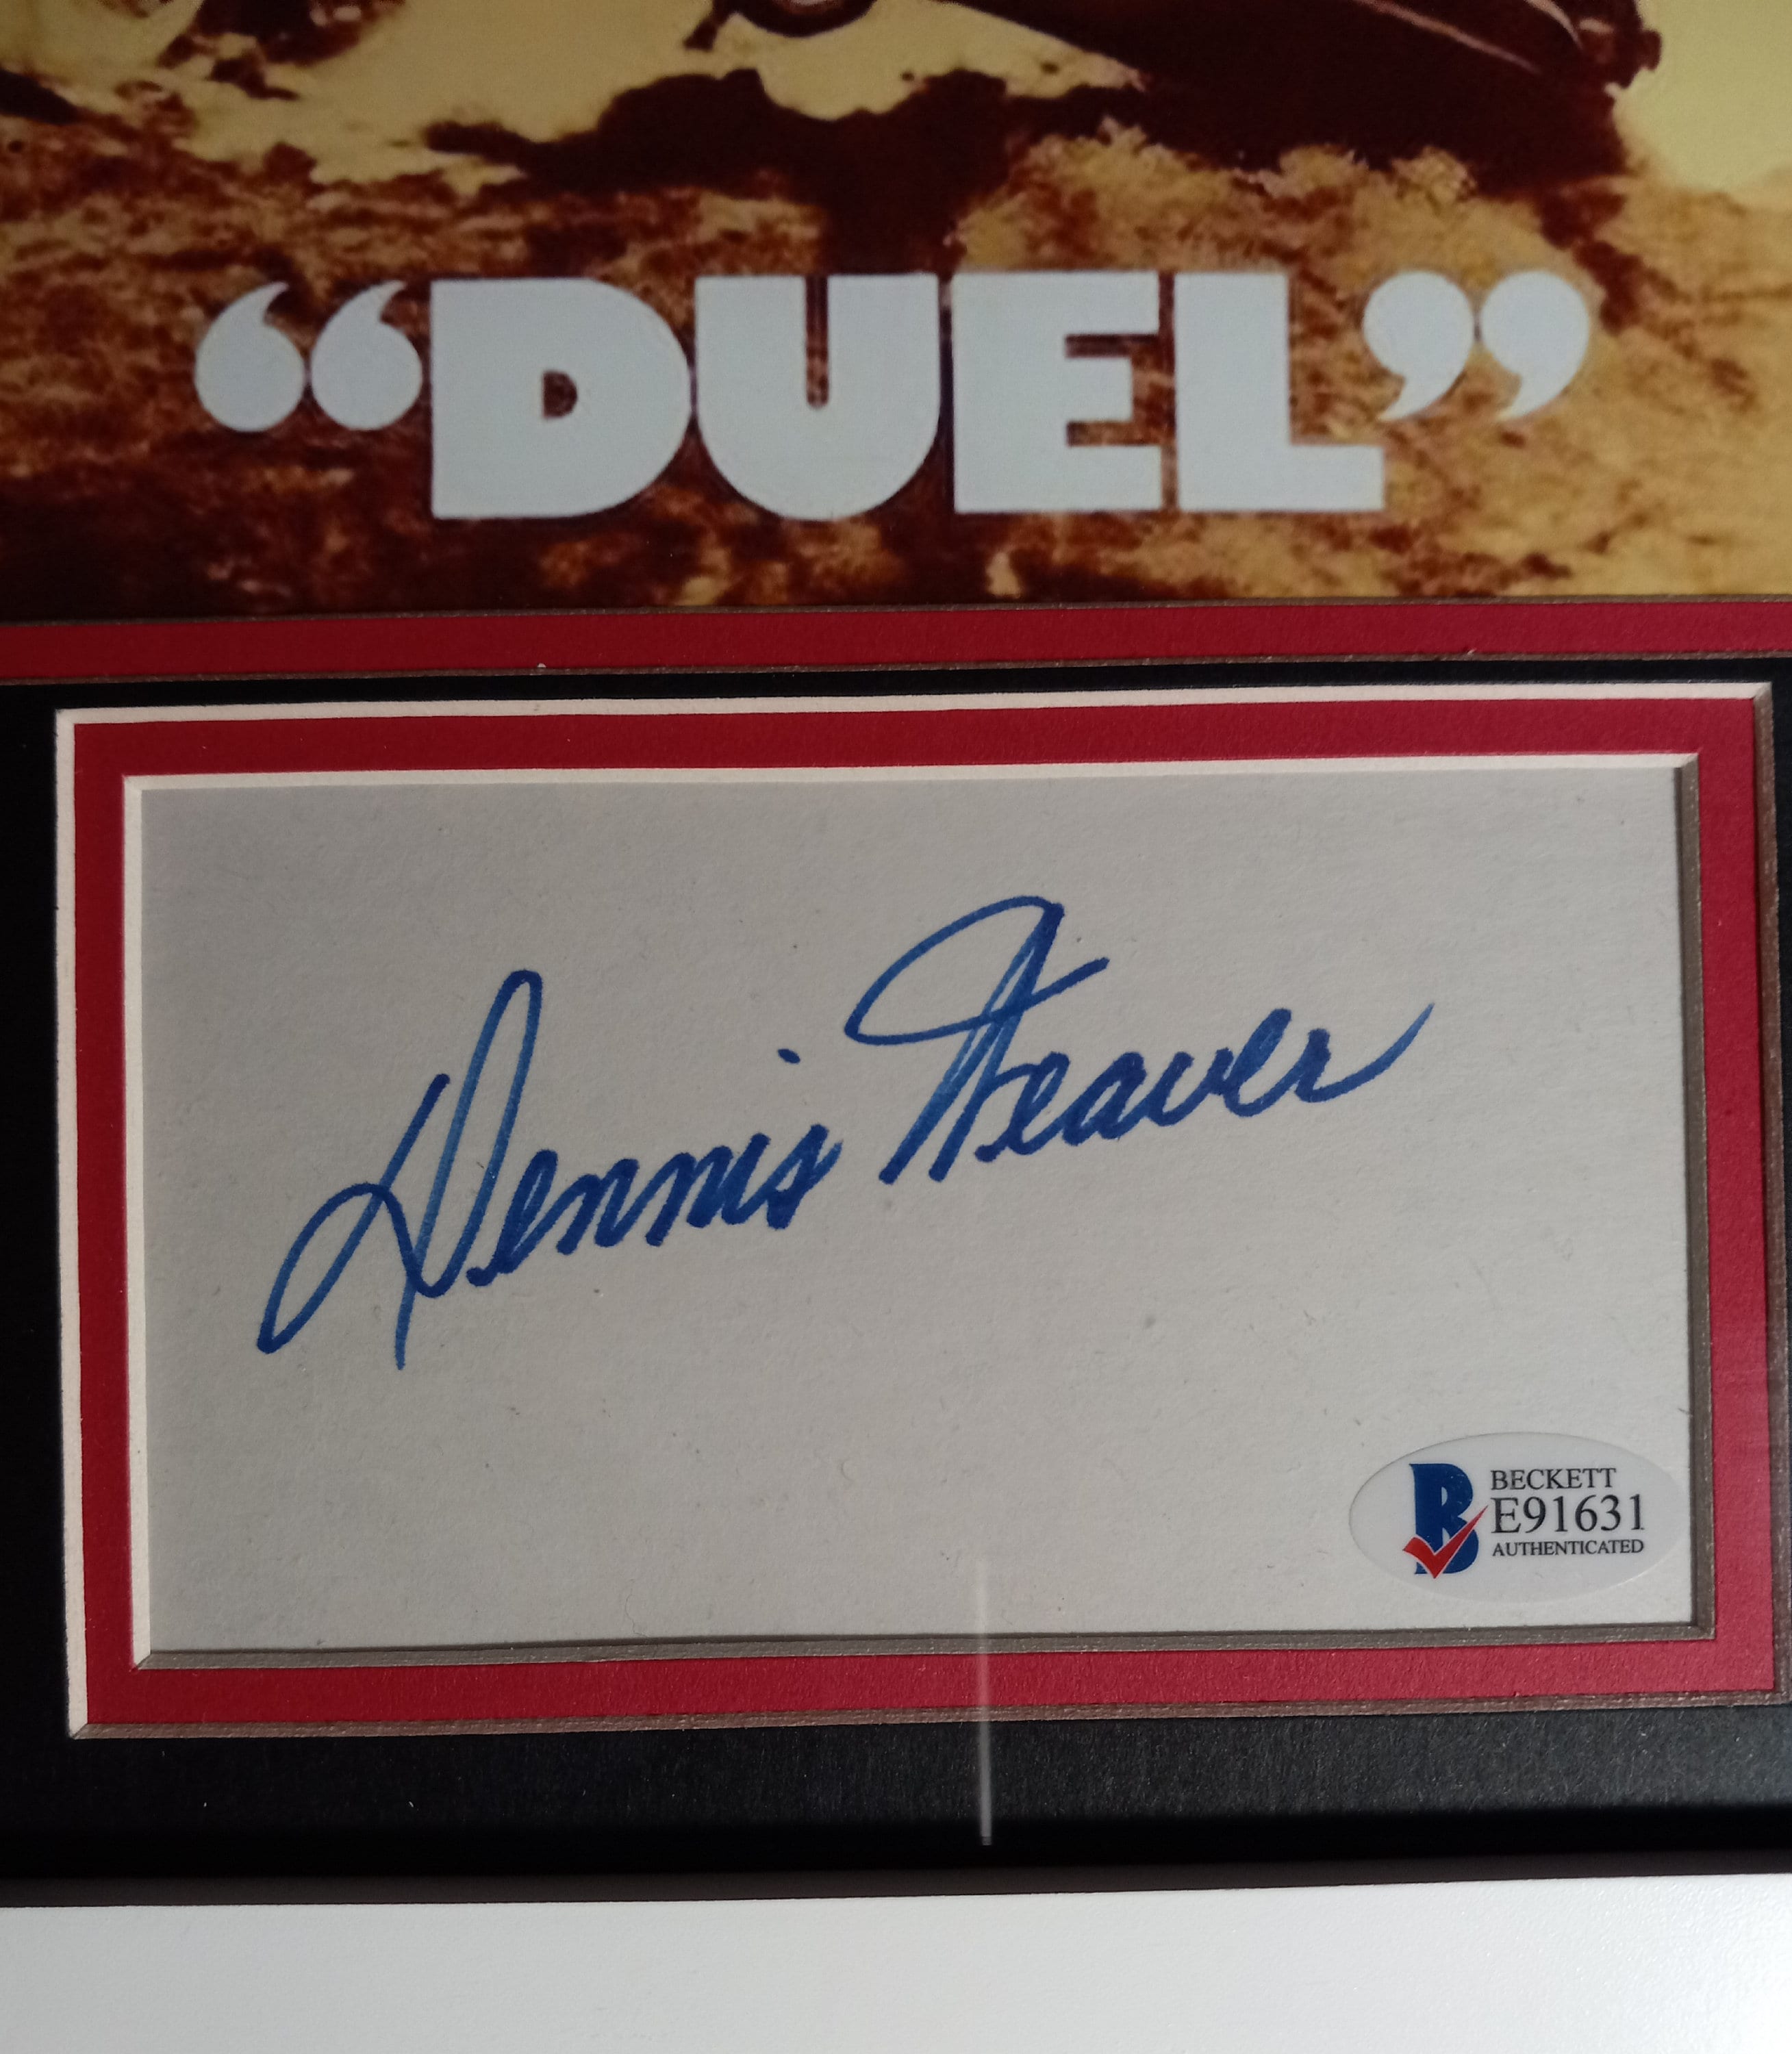 “DUEL”
Dennis Weaver
BECKETT
E91631
AUTHENTICATED